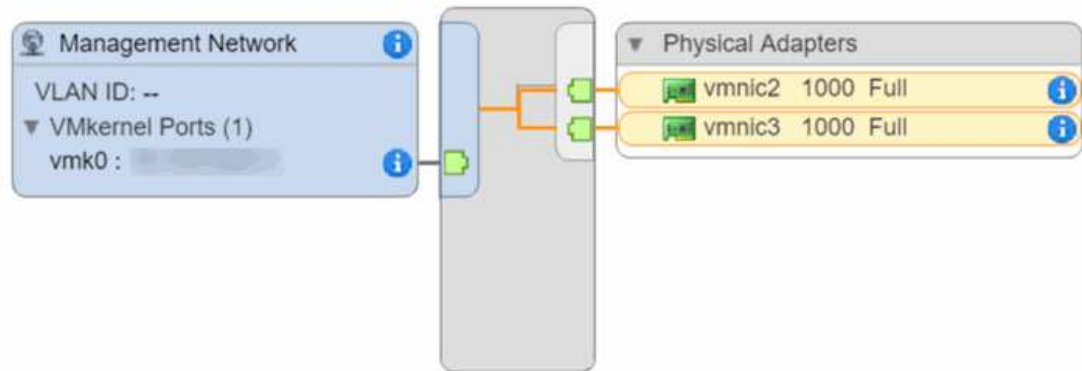 Management Network
VLAN ID: --
VMkernel Ports (1)
vmk0 :
Physical Adapters
vmnic2 1000 Full
vmnic3 1000 Full